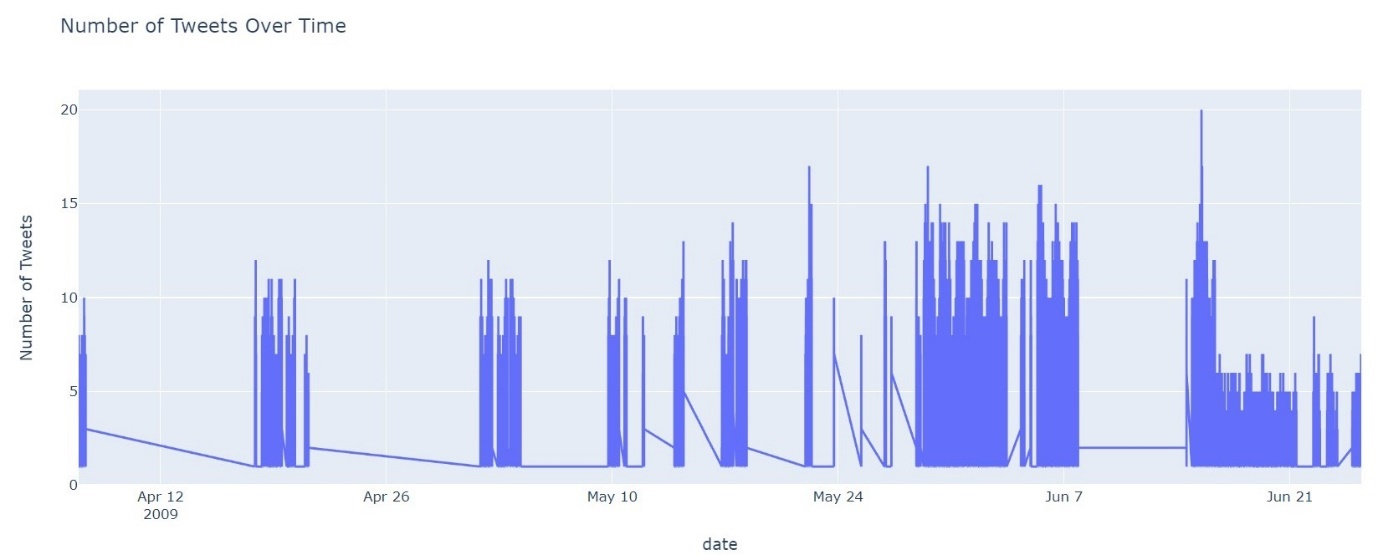 Number of Tweets Over Time
Number of Tweets
20
15
10
5
0
Apr 12
2009
Apr 26
May 10
May 24
Jun 7
Jun 21
date